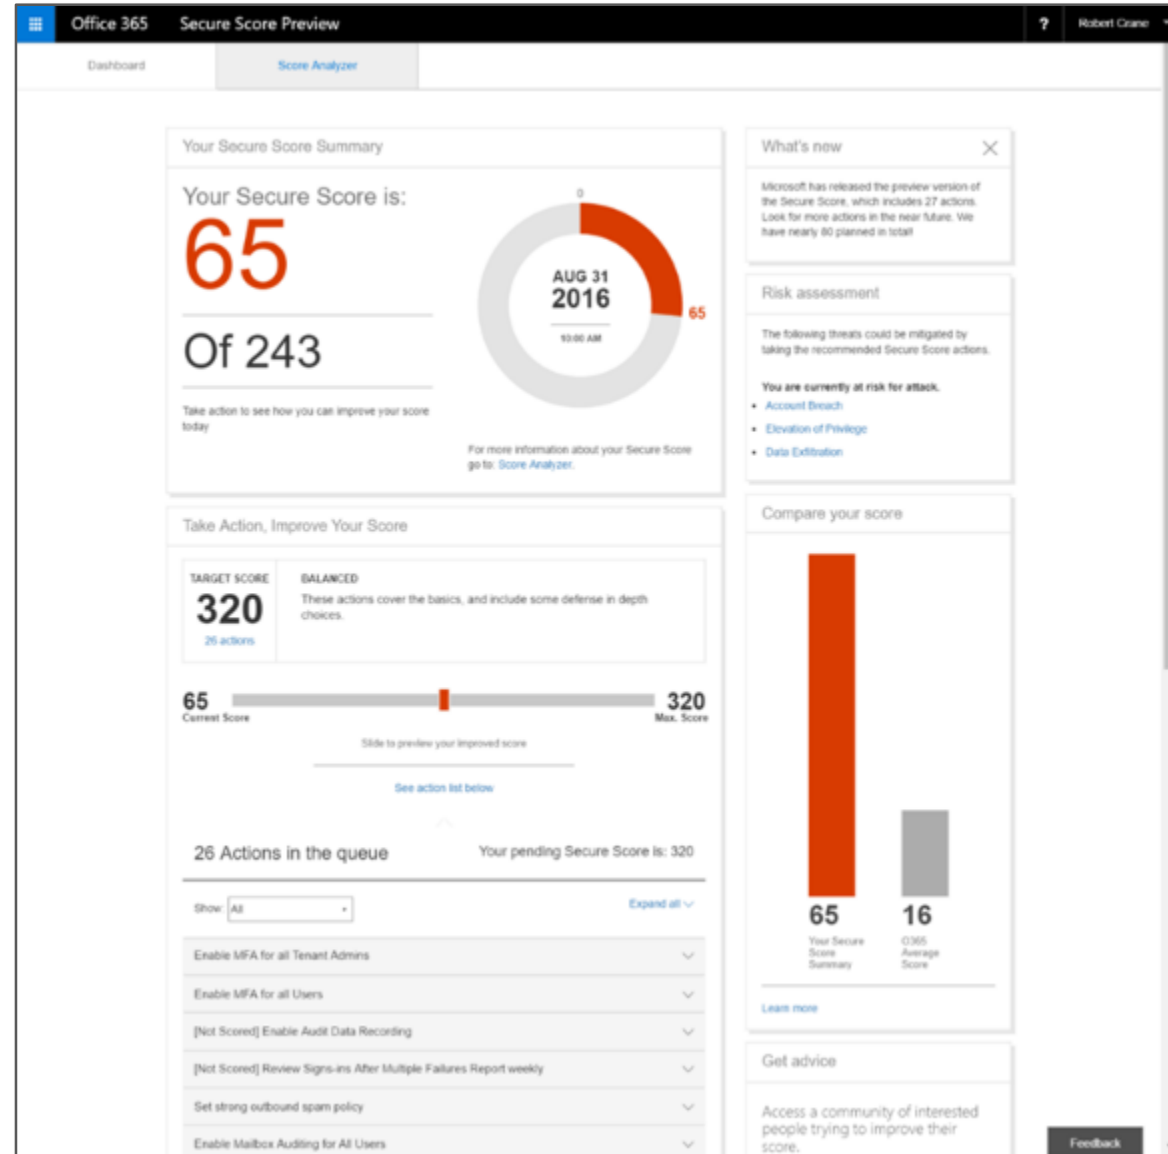 Office 365 Secure Score Preview ? Robert Crane
Dashboard Score Analyzer
Your Secure Score Summary
Your Secure Score is:
65
Of 243
Take action to see how you can improve your score
today
0
AUG 31
2016
10:00 AM
65
For more information about your Secure Score
go to: Score Analyzer.
What's new
Microsoft has released the preview version of
the Secure Score, which includes 27 actions.
Look for more actions in the near future. We
have nearly 80 planned in total!
Risk assessment
The following threats could be mitigated by
taking the recommended Secure Score actions.
You are currently at risk for attack.
• Account Breach
• Elevation of Privilege
• Data Exfiltration
Take Action, Improve Your Score
TARGET SCORE
320
26 actions
BALANCED
These actions cover the basics, and include some defense in depth
choices.
65
Current Score
320
Max. Score
Slide to preview your improved score
See action list below
26 Actions in the queue
Your pending Secure Score is: 320
Show: All
Expand all
Enable MFA for all Tenant Admins
Enable MFA for all Users
[Not Scored] Enable Audit Data Recording
[Not Scored] Review Signs-ins After Multiple Failures Report weekly
Set strong outbound spam policy
Enable Mailbox Auditing for All Users
Compare your score
65
Your Secure
Score
Summary
16
O365
Average
Score
Learn more
Get advice
Access a community of interested
people trying to improve their
score.
Feedback